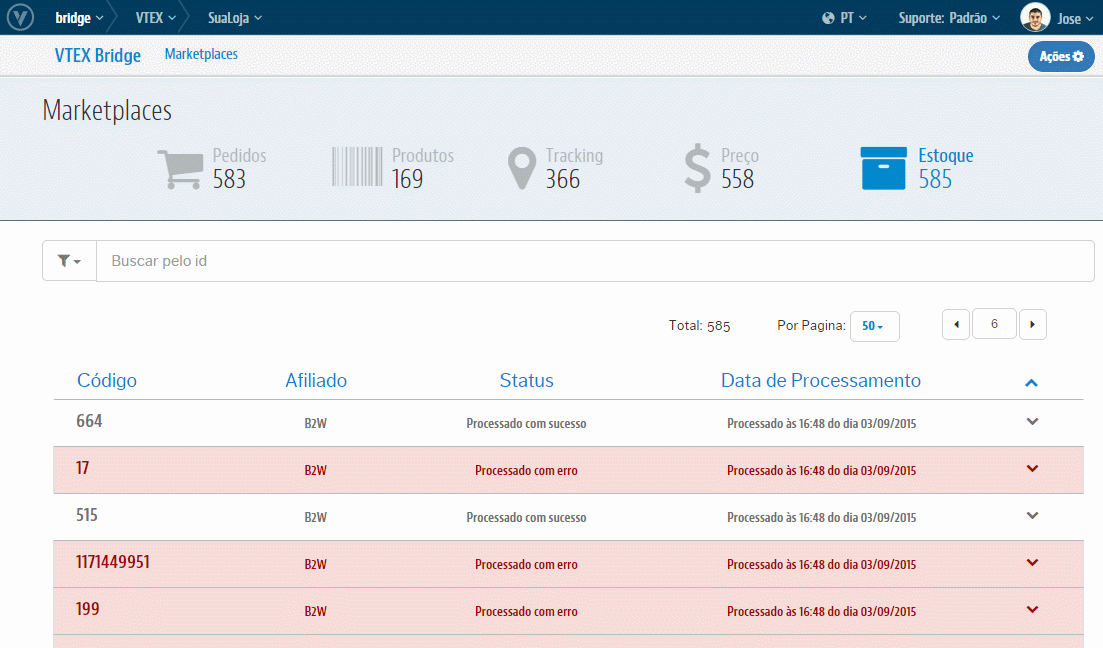 bridge VTEX SuaLoja PT Suporte: Padrão Jose
VTEX Bridge Marketplaces Ações
Marketplaces
Pedidos Produtos Tracking Preço Estoque
583 169 366 558 585
Buscar pelo id
Total: 585 Por Pagina: 50 6
Código Afiliado Status Data de Processamento
664 B2W Processado com sucesso Processado às 16:48 do dia 03/09/2015
17 B2W Processado com erro Processado às 16:48 do dia 03/09/2015
515 B2W Processado com sucesso Processado às 16:48 do dia 03/09/2015
1171449951 B2W Processado com erro Processado às 16:48 do dia 03/09/2015
199 B2W Processado com erro Processado às 16:48 do dia 03/09/2015